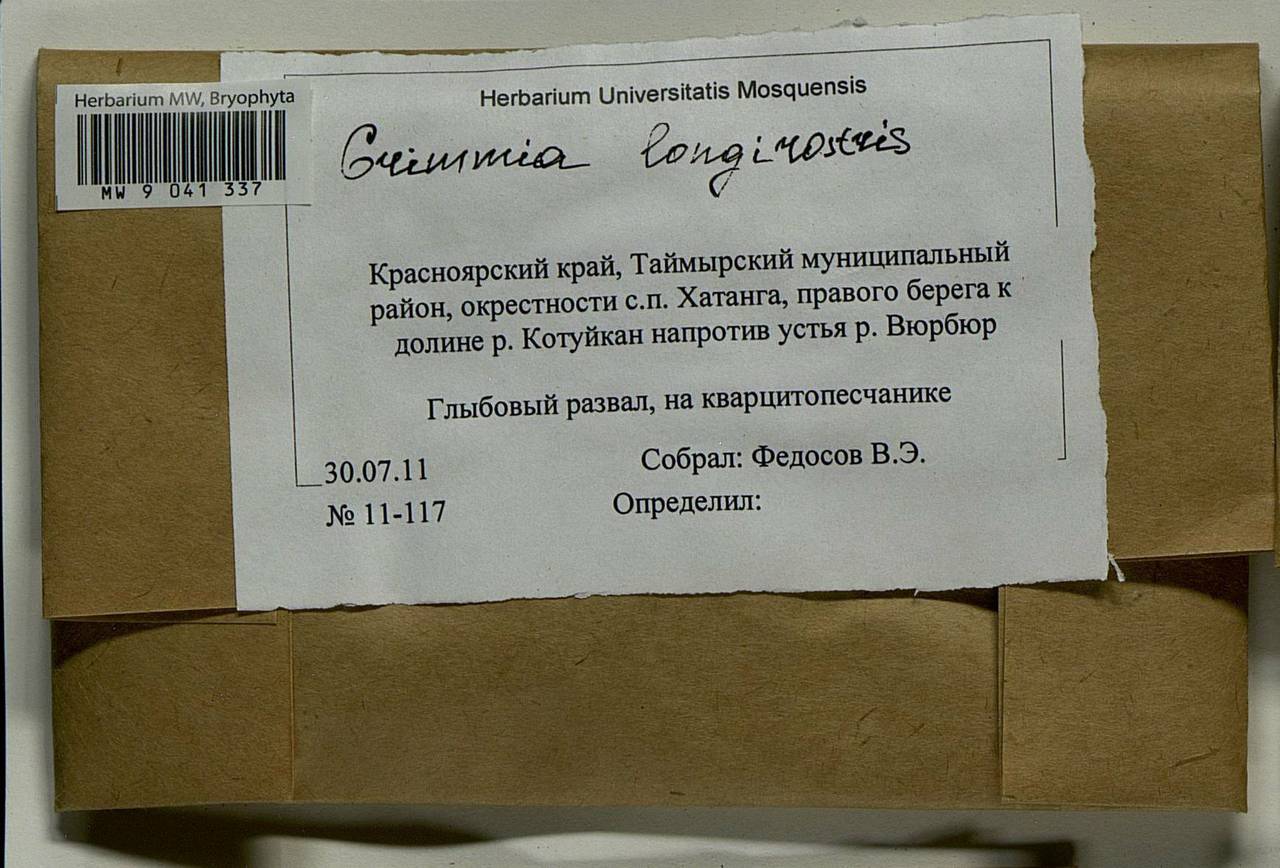 Herbarium MW, Bryophyta
MW 9 041 337
Herbarium Universitatis Mosquensis
Grimmia longirostris
Красноярский край, Таймырский муниципальный
район, окрестности с.п. Хатанга, правого берега к
долине р. Котуйкан напротив устья р. Вюрбюр
Глыбовый развал, на кварцитопесчанике
30.07.11
Собрал: Федосов В.Э.
№ 11-117
Определил: